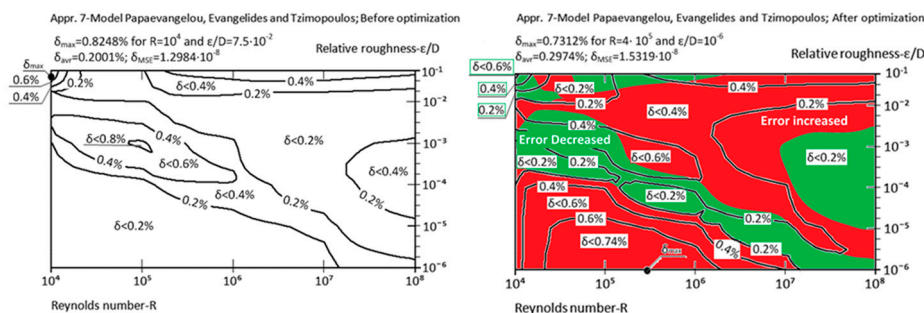 Appr. 7-Model Papaevangelou, Evangelides and Tzimopoulos; Before optimization
δmax=0.8248% for R=10⁴ and ε/D=7.5·10⁻²
δavr=0.2001%; δMSE=1.2984·10⁻⁸
Relative roughness-ε/D
δmax
0.6%
0.4%
0.2%
δ<0.4%
0.4%
0.2%
10⁻¹
10⁻²
10⁻³
10⁻⁴
10⁻⁵
10⁻⁶
δ<0.8%
0.4%
δ<0.2%
0.4%
δ<0.6%
δ<0.4%
δ<0.4%
0.2%
0.2%
0.2%
δ<0.2%
10⁴
10⁵
10⁶
10⁷
10⁸
Reynolds number-R
Appr. 7-Model Papaevangelou, Evangelides and Tzimopoulos; After optimization
δmax=0.7312% for R=4· 10⁵ and ε/D=10⁻⁶
δavr=0.2974%; δMSE=1.5319·10⁻⁸
Relative roughness-ε/D
δ<0.6%
0.4%
0.2%
δ<0.2%
0.2%
0.4%
δ<0.4%
0.2%
10⁻¹
10⁻²
10⁻³
10⁻⁴
10⁻⁵
10⁻⁶
0.4%
Error increased
Error Decreased
δ<0.2%
0.2%
δ<0.6%
δ<0.2%
0.4%
δ<0.2%
δ<0.6%
0.6%
0.2%
δ<0.74%
0.4%
0.2%
δmax
10⁴
10⁵
10⁶
10⁷
10⁸
Reynolds number-R